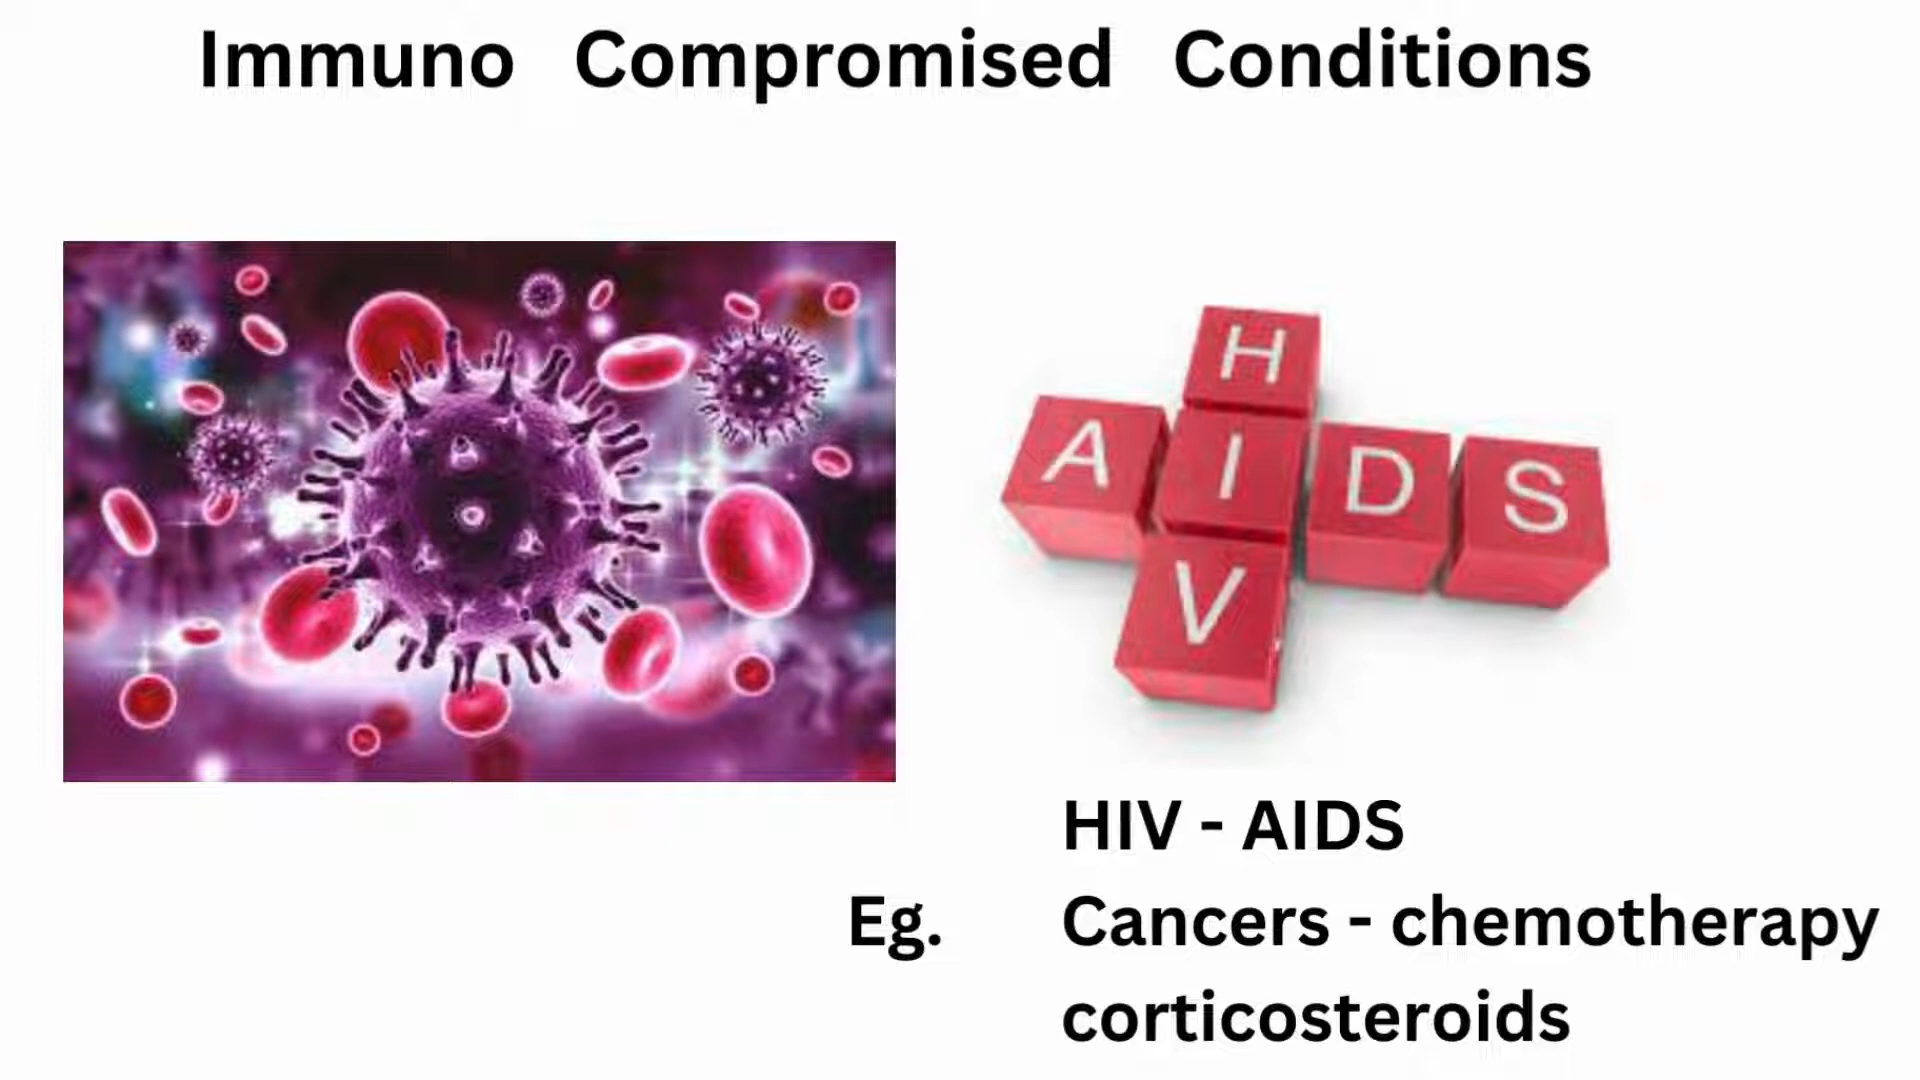 Immuno Compromised Conditions
H
A I D S
V
HIV - AIDS
Eg. Cancers - chemotherapy
corticosteroids